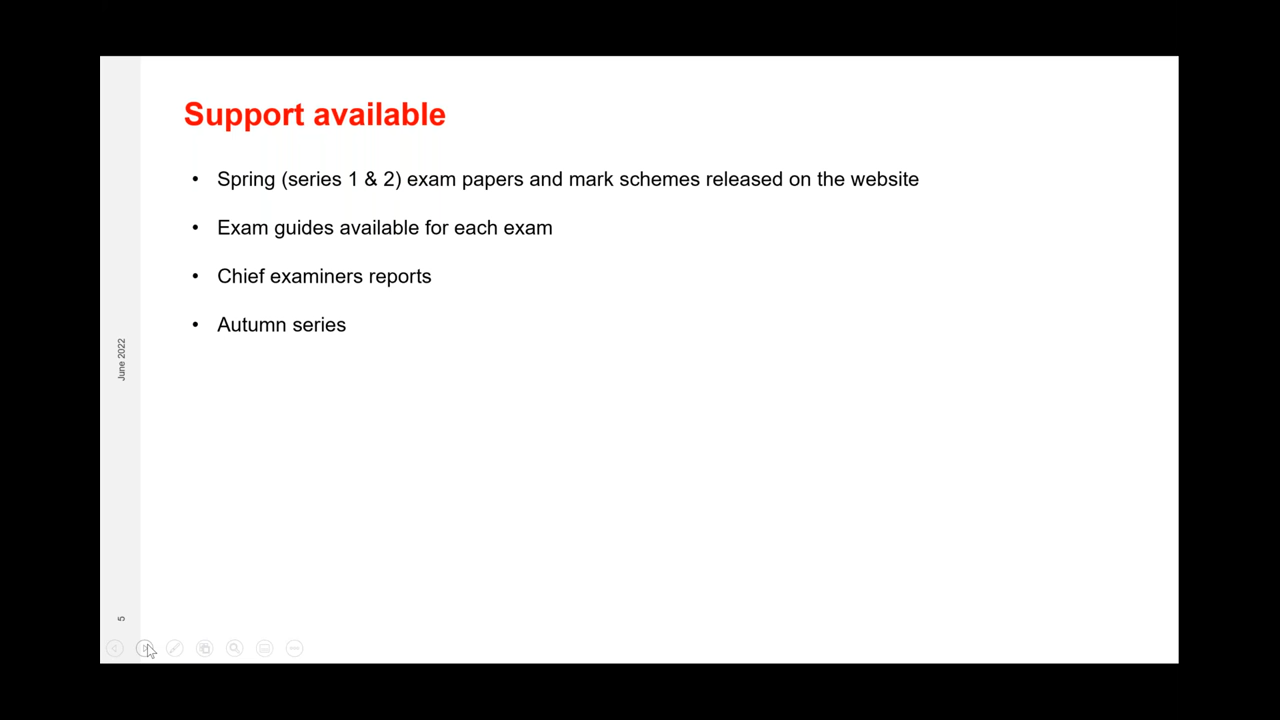 Support available
• Spring (series 1 & 2) exam papers and mark schemes released on the website
• Exam guides available for each exam
• Chief examiners reports
• Autumn series
June 2022
5